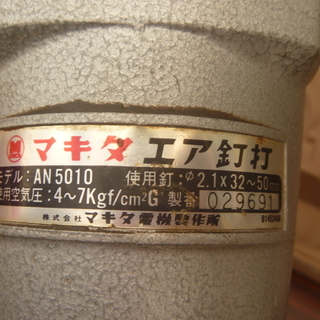 マキタ エア釘打
モデル:AN5010 使用釘:φ2.1×32～50mm
使用空気圧:4～7Kgf/cm²G 製番 029691
株式会社 マキタ電機製作所